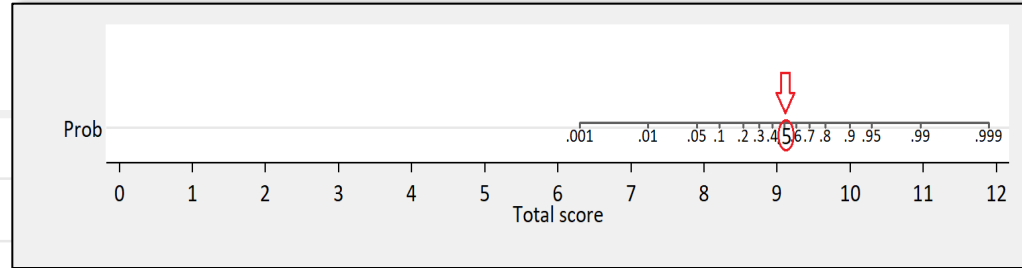 Prob
.001 .01 .05 .1 .2 .3 .4 .5 .6 .7 .8 .9 .95 .99 .999
0 1 2 3 4 5 6 7 8 9 10 11 12
Total score